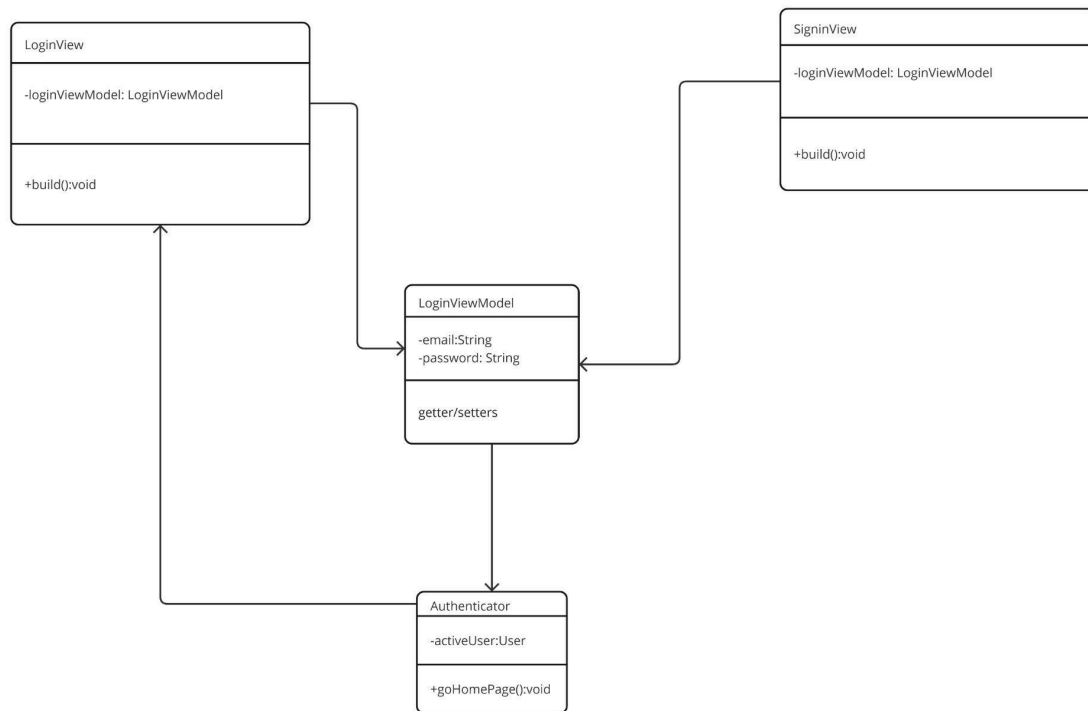 LoginView
-loginViewModel: LoginViewModel
+build():void
SigninView
-loginViewModel: LoginViewModel
+build():void
LoginViewModel
-email:String
-password: String
getter/setters
Authenticator
-activeUser:User
+goHomePage():void